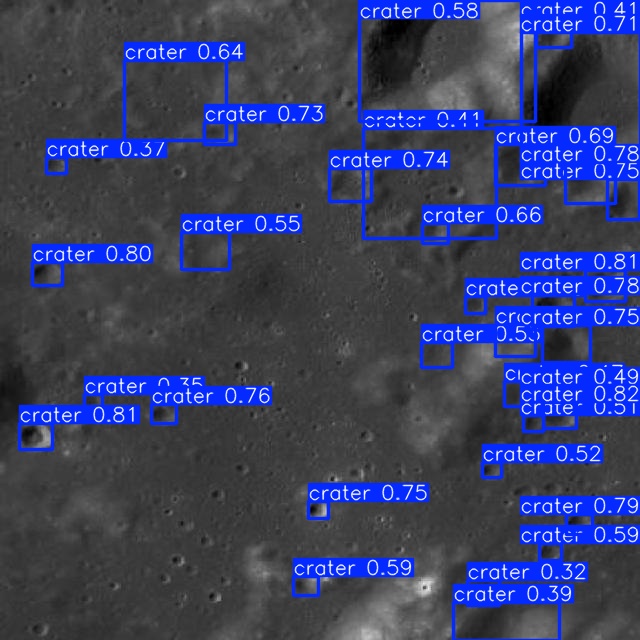 crater 0.58
crater 0.41
crater 0.71
crater 0.64
crater 0.73
crater 0.41
crater 0.69
crater 0.37
crater 0.74
crater 0.78
crater 0.75
crater 0.66
crater 0.55
crater 0.80
crater 0.81
crate
crater 0.78
crater 0.75
crater 0.55
crater 0.49
crater 0.35
crater 0.76
crater 0.82
crater 0.51
crater 0.81
crater 0.52
crater 0.75
crater 0.79
crater 0.59
crater 0.59
crater 0.32
crater 0.39